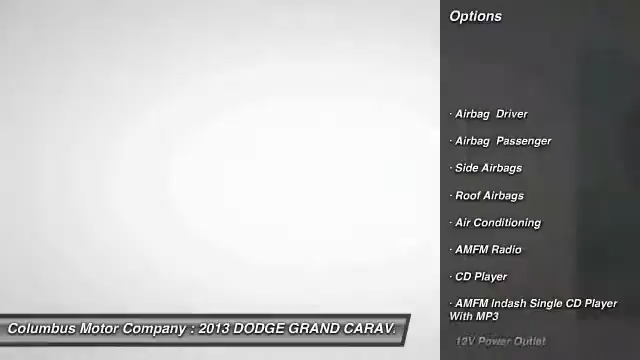 Options
· Airbag  Driver
· Airbag  Passenger
· Side Airbags
· Roof Airbags
· Air Conditioning
· AMFM Radio
· CD Player
· AMFM Indash Single CD Player
With MP3
12V Power Outlet
Columbus Motor Company : 2013 DODGE GRAND CARAV.